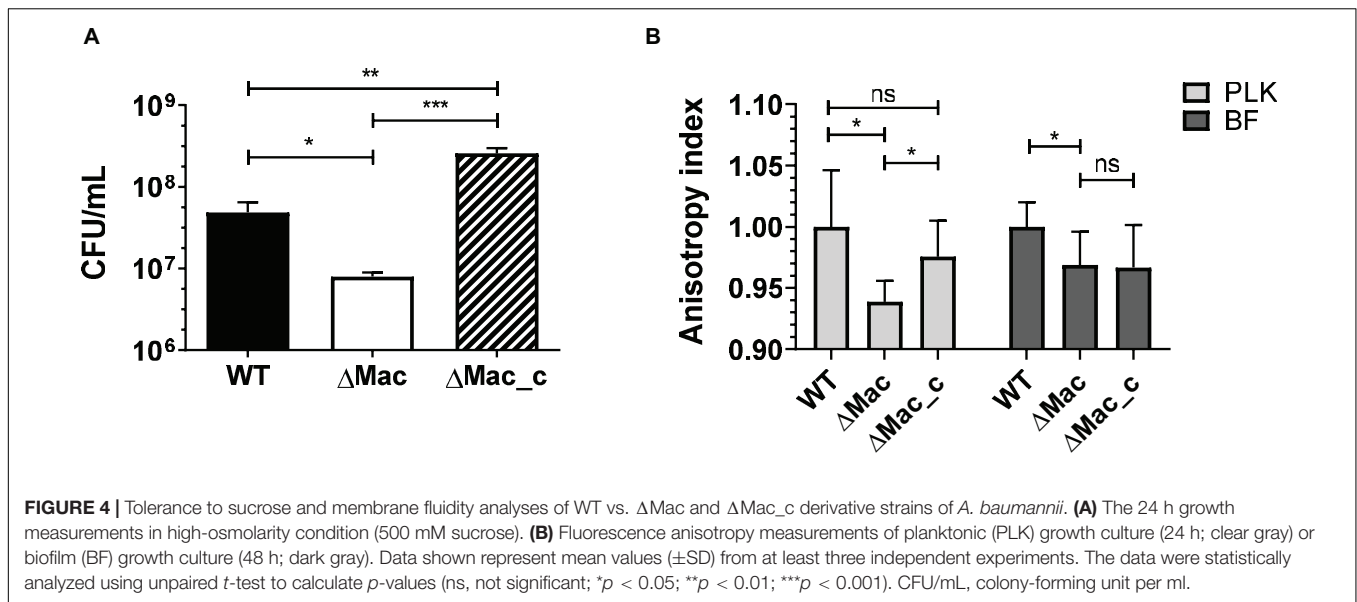 A
B
**
***
*
10⁹
10⁸
10⁷
10⁶
CFU/mL
WT
ΔMac
ΔMac_c
PLK
BF
ns
*
*
*
ns
1.10
1.05
1.00
0.95
0.90
Anisotropy index
WT
ΔMac
ΔMac_c
WT
ΔMac
ΔMac_c
FIGURE 4 | Tolerance to sucrose and membrane fluidity analyses of WT vs. ΔMac and ΔMac_c derivative strains of A. baumannii. (A) The 24 h growth
measurements in high-osmolarity condition (500 mM sucrose). (B) Fluorescence anisotropy measurements of planktonic (PLK) growth culture (24 h; clear gray) or
biofilm (BF) growth culture (48 h; dark gray). Data shown represent mean values (±SD) from at least three independent experiments. The data were statistically
analyzed using unpaired t-test to calculate p-values (ns, not significant; *p < 0.05; **p < 0.01; ***p < 0.001). CFU/mL, colony-forming unit per ml.